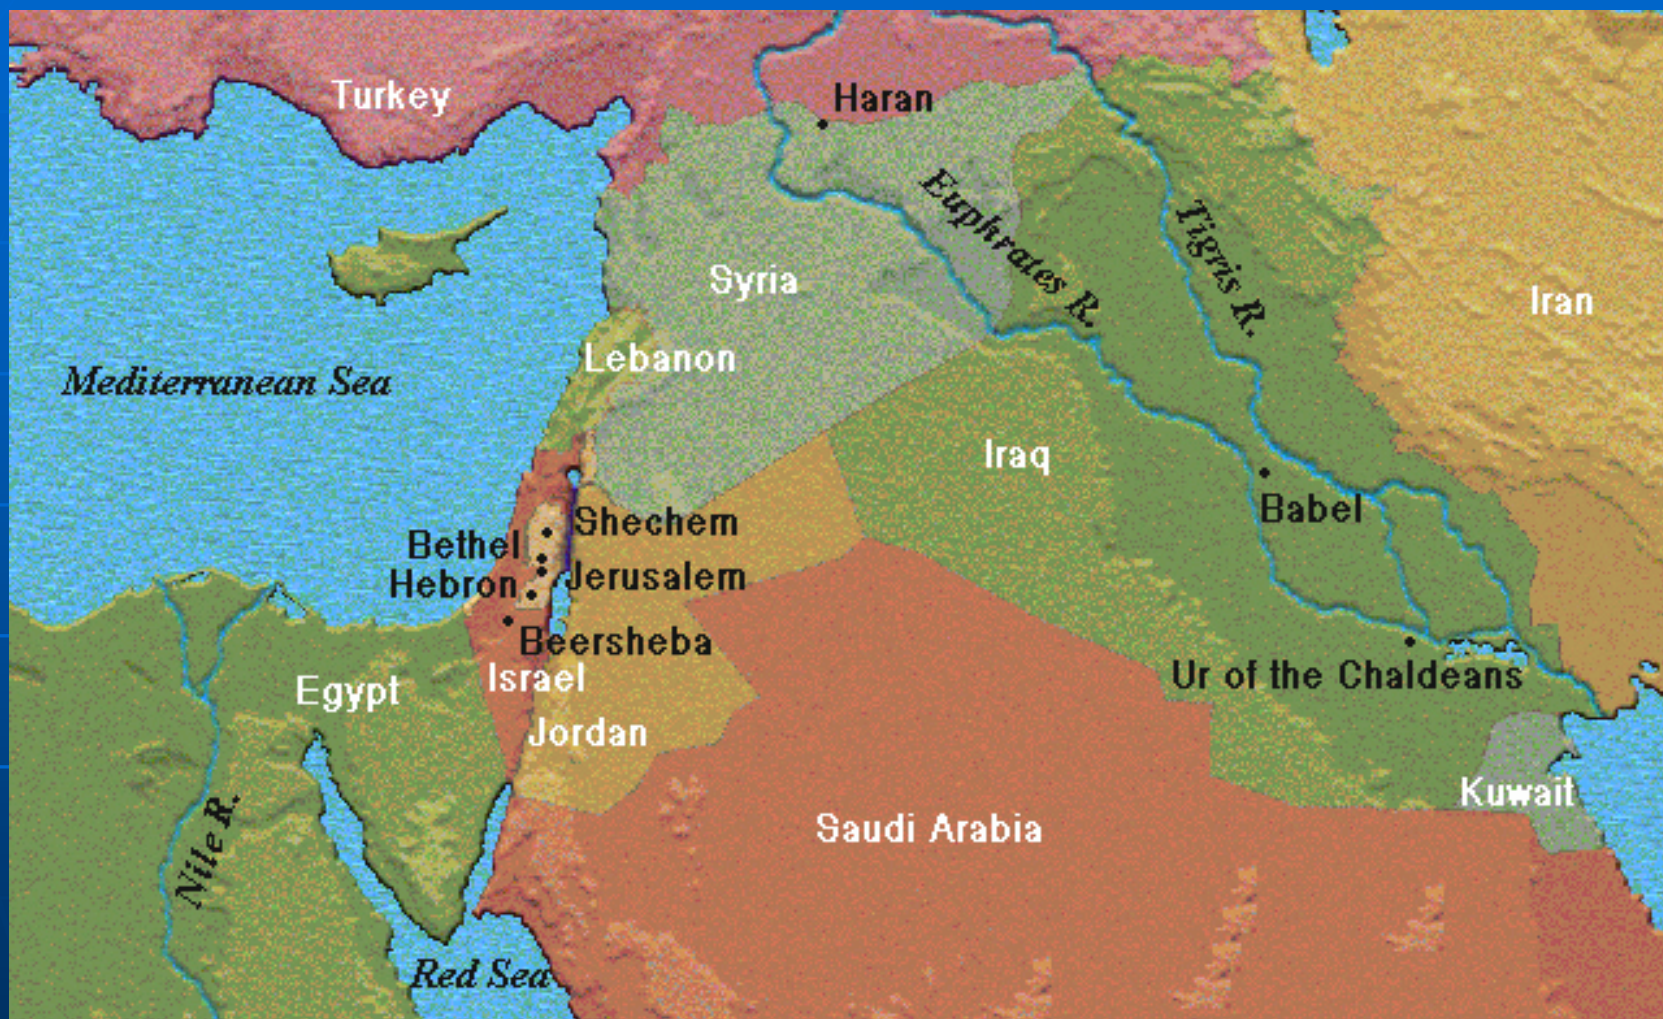 Turkey
Haran
Euphrates R.
Tigris R.
Syria
Iran
Lebanon
Mediterranean Sea
Iraq
Babel
Shechem
Bethel
Jerusalem
Hebron
Beersheba
Ur of the Chaldeans
Israel
Egypt
Jordan
Kuwait
Saudi Arabia
Nile R.
Red Sea